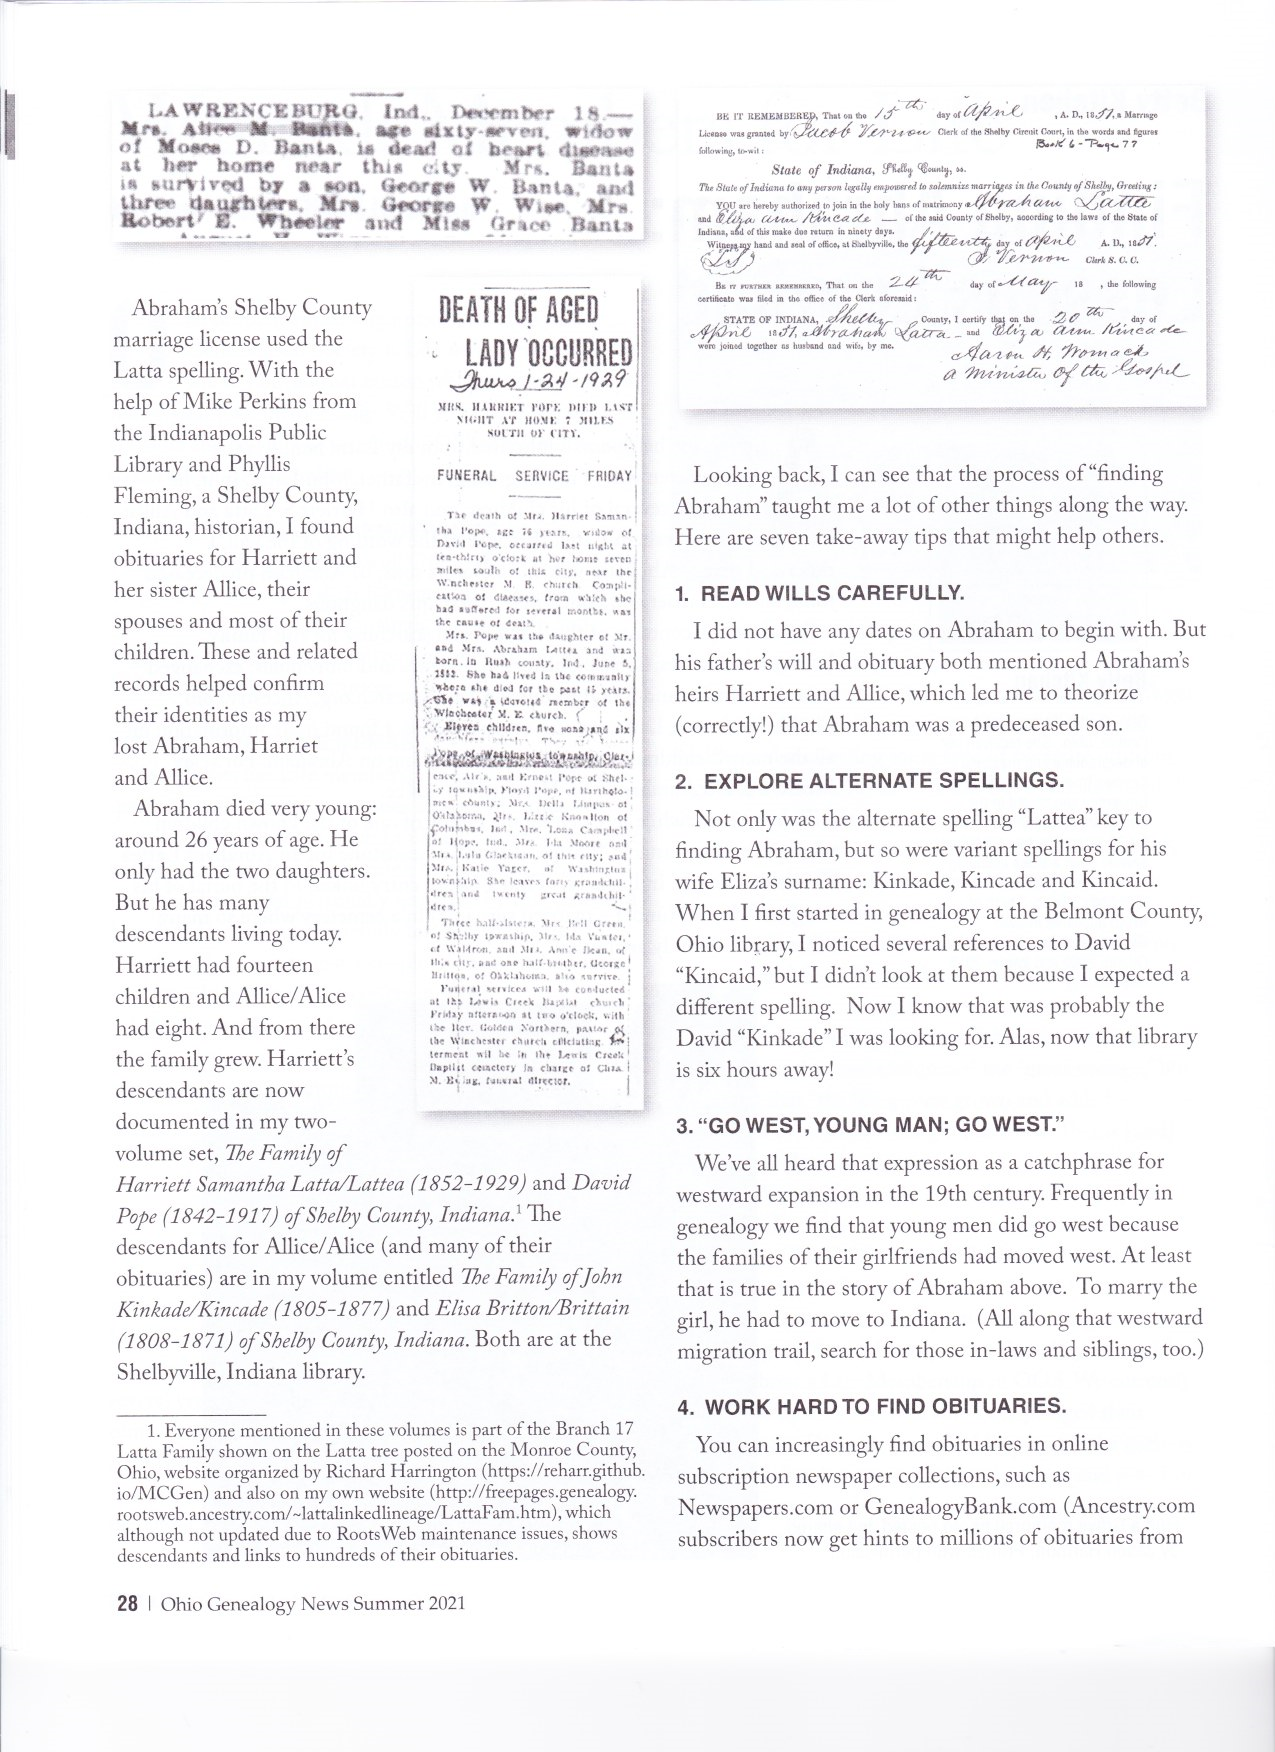 LAWRENCEBURG, Ind., December 18.—
Mrs. Alice M. Banta, age sixty-seven, widow
of Moses D. Banta, is dead of heart disease
at her home near this city. Mrs. Banta
is survived by a son, George W. Banta, and
three daughters, Mrs. George W. Wise, Mrs.
Robert E. Wheeler and Miss Grace Banta
Abraham's Shelby County
marriage license used the
Latta spelling. With the
help of Mike Perkins from
the Indianapolis Public
Library and Phyllis
Fleming, a Shelby County,
Indiana, historian, I found
obituaries for Harriett and
her sister Allice, their
spouses and most of their
children. These and related
records helped confirm
their identities as my
lost Abraham, Harriet
and Allice.
Abraham died very young:
around 26 years of age. He
only had the two daughters.
But he has many
descendants living today.
Harriett had fourteen
children and Allice/Alice
had eight. And from there
the family grew. Harriett's
descendants are now
documented in my two-
volume set, The Family of
Harriett Samantha Latta/Lattea (1852–1929) and David
Pope (1842–1917) of Shelby County, Indiana.¹ The
descendants for Allice/Alice (and many of their
obituaries) are in my volume entitled The Family of John
Kinkade/Kincade (1805–1877) and Elisa Britton/Brittain
(1808–1871) of Shelby County, Indiana. Both are at the
Shelbyville, Indiana library.
DEATH OF AGED
LADY OCCURRED
Thurs 1-24-1929
MRS. HARRIET POPE DIED LAST
NIGHT AT HOME 7 MILES
SOUTH OF CITY.
FUNERAL SERVICE FRIDAY
The death of Mrs. Harriet Saman-
tha Pope, age 76 years, widow of
David Pope, occurred last night at
ten-thirty o'clock at her home seven
miles south of this city, near the
Winchester M. E. church. Compli-
cation of diseases, from which she
had suffered for several months, was
the cause of death.
Mrs. Pope was the daughter of Mr.
and Mrs. Abraham Lattea and was
born in Rush county, Ind., June 5,
1852. She had lived in the community
where she died for the past 15 years.
She was a devoted member of the
Winchester M. E. church.
Eleven children, five sons and six
Pope of Washington township, Clar-
ence, and Ernest Pope of Shel-
by township, Floyd Pope, of Bartholo-
mew county; Mrs. Della Limpus of
Oklahoma, Mrs. Lizzie Knowlton of
Columbus, Ind., Mrs. Lona Campbell
of Hope, Ind., Mrs. Ida Moore and
Mrs. Lula Glackman, of this city; and
Mrs. Katie Yager, of Washington
township. She leaves forty grandchil-
dren and twenty great grandchil-
dren.
Three half-sisters, Mrs Bell Green,
of Shelby township, Mrs. Ida
of Waldron, and Mrs. Annie Dean, of
this city, and one half-brother, George
Britton, of Oklahoma, also survive.
Funeral services will be conducted
at the Lewis Creek Baptist church
Friday afternoon at two o'clock, with
the Rev. Golden Northern, pastor of
the Winchester church officiating. In-
terment wil be in the Lewis Creek
Baptist cemetery in charge of Chas.
M. Ewing, funeral director.
1. Everyone mentioned in these volumes is part of the Branch 17
Latta Family shown on the Latta tree posted on the Monroe County,
Ohio, website organized by Richard Harrington (https://reharr.github.
io/MCGen) and also on my own website (http://freepages.genealogy.
rootsweb.ancestry.com/~lattalinkedlineage/LattaFam.htm), which
although not updated due to RootsWeb maintenance issues, shows
descendants and links to hundreds of their obituaries.
BE IT REMEMBERED, That on the 15th day of April, A. D., 1851, a Marriage
License was granted by Jacob Vernon Clerk of the Shelby Circuit Court, in the words and figures
following, to-wit: Book 6 - Page 77
State of Indiana, Shelby County, ss.
The State of Indiana to any person legally empowered to solemnize marriages in the County of Shelby, Greeting:
YOU are hereby authorized to join in the holy bans of matrimony Abraham Latta
and Eliza Ann Kincade — of the said County of Shelby, according to the laws of the State of
Indiana, and of this make due return in ninety days.
Witness my hand and seal of office, at Shelbyville, the fifteenth day of April A. D., 1851.
J Vernon Clerk S. C. C.
BE IT FURTHER REMEMBERED, That on the 24th day of May 18 , the following
certificate was filed in the office of the Clerk aforesaid:
STATE OF INDIANA, Shelby County, I certify that on the 20th day of
April 1851, Abraham Latta - and Eliza Ann Kincade
were joined together as husband and wife, by me.
Aaron H. Womack
a Minister of the Gospel
Looking back, I can see that the process of "finding
Abraham" taught me a lot of other things along the way.
Here are seven take-away tips that might help others.
1. READ WILLS CAREFULLY.
I did not have any dates on Abraham to begin with. But
his father's will and obituary both mentioned Abraham's
heirs Harriett and Allice, which led me to theorize
(correctly!) that Abraham was a predeceased son.
2. EXPLORE ALTERNATE SPELLINGS.
Not only was the alternate spelling "Lattea" key to
finding Abraham, but so were variant spellings for his
wife Eliza's surname: Kinkade, Kincade and Kincaid.
When I first started in genealogy at the Belmont County,
Ohio library, I noticed several references to David
"Kincaid," but I didn't look at them because I expected a
different spelling. Now I know that was probably the
David "Kinkade" I was looking for. Alas, now that library
is six hours away!
3. "GO WEST, YOUNG MAN; GO WEST."
We've all heard that expression as a catchphrase for
westward expansion in the 19th century. Frequently in
genealogy we find that young men did go west because
the families of their girlfriends had moved west. At least
that is true in the story of Abraham above. To marry the
girl, he had to move to Indiana. (All along that westward
migration trail, search for those in-laws and siblings, too.)
4. WORK HARD TO FIND OBITUARIES.
You can increasingly find obituaries in online
subscription newspaper collections, such as
Newspapers.com or GenealogyBank.com (Ancestry.com
subscribers now get hints to millions of obituaries from
28 | Ohio Genealogy News Summer 2021